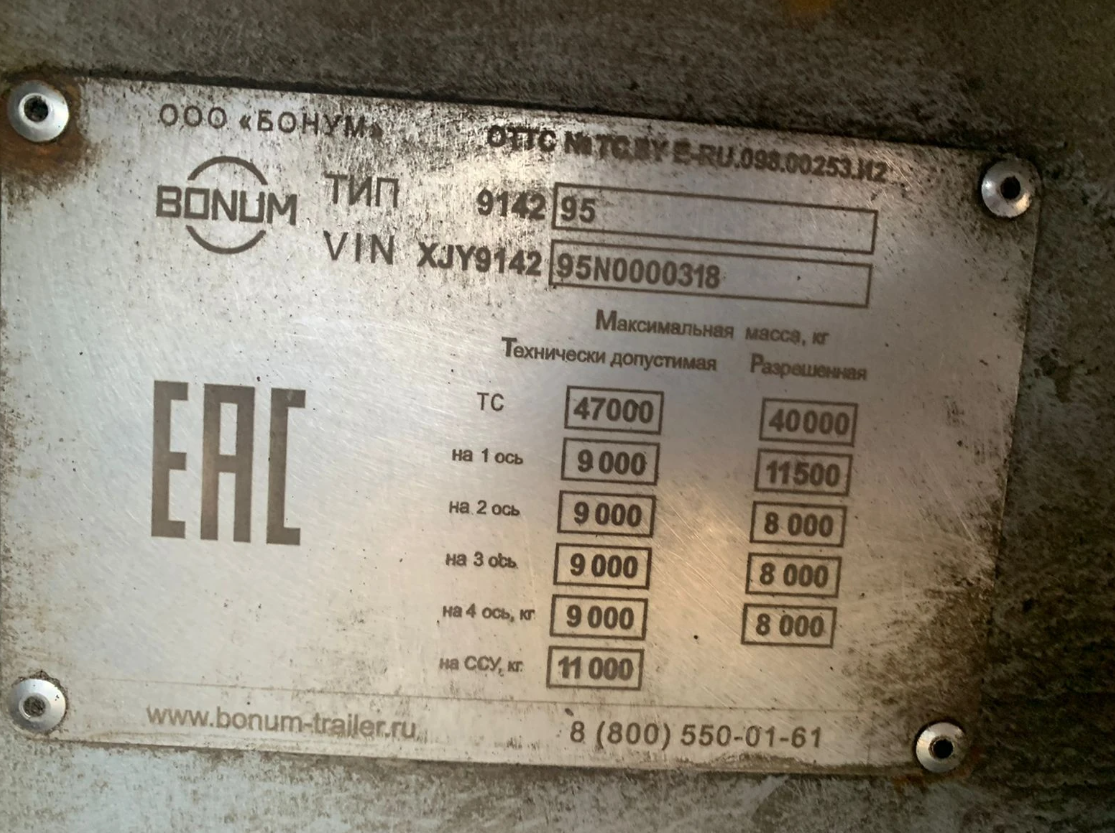 ООО «БОНУМ»
ОТТС № ТС BY Е-RU.098.00253.И2
BONUM
ТИП 9142 95
VIN XJY9142 95N0000318
Максимальная масса, кг
Технически допустимая Разрешенная
ТС 47000 40000
на 1 ось 9 000 11500
на 2 ось 9 000 8 000
на 3 ось 9 000 8 000
на 4 ось, кг 9 000 8 000
на ССУ, кг 11 000
ЕАС
www.bonum-trailer.ru
8 (800) 550-01-61